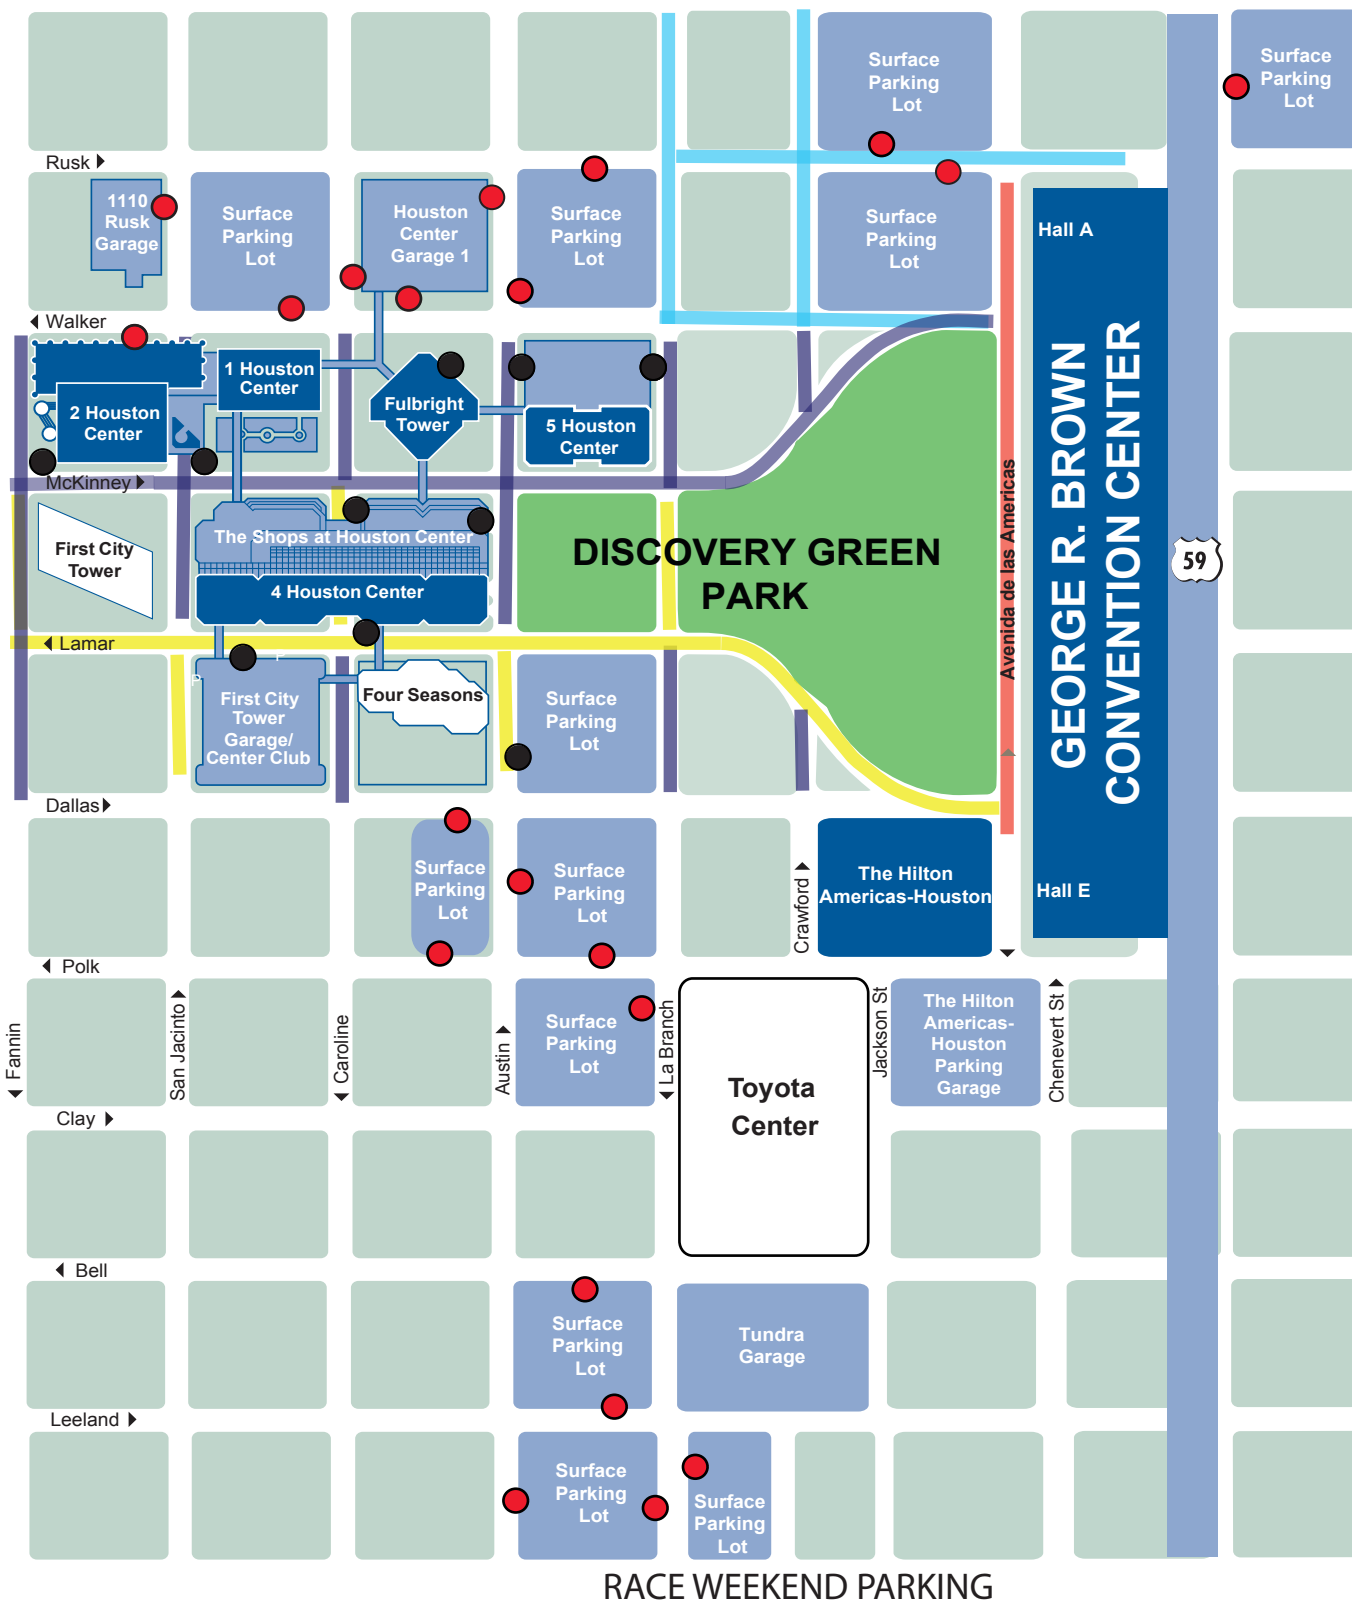 Surface
Parking
Lot
Surface
Parking
Lot
Rusk
1110
Rusk
Garage
Surface
Parking
Lot
Houston
Center
Garage 1
Surface
Parking
Lot
Surface
Parking
Lot
Hall A
Walker
1 Houston
Center
2 Houston
Center
Fulbright
Tower
5 Houston
Center
McKinney
First City
Tower
The Shops at Houston Center
4 Houston Center
DISCOVERY GREEN
PARK
Avenida de las Americas
GEORGE R. BROWN
CONVENTION CENTER
59
Lamar
F
P
First City
Tower
Garage/
Center Club
Four Seasons
Surface
Parking
Lot
Dallas
Surface
Parking
Lot
Surface
Parking
Lot
Crawford
The Hilton
Americas-Houston
Hall E
Polk
Fannin
San Jacinto
Caroline
Austin
Surface
Parking
Lot
La Branch
Toyota
Center
Jackson St
The Hilton
Americas-
Houston
Parking
Garage
Chenevert St
Clay
Bell
Surface
Parking
Lot
Tundra
Garage
Leeland
Surface
Parking
Lot
Surface
Parking
Lot
RACE WEEKEND PARKING